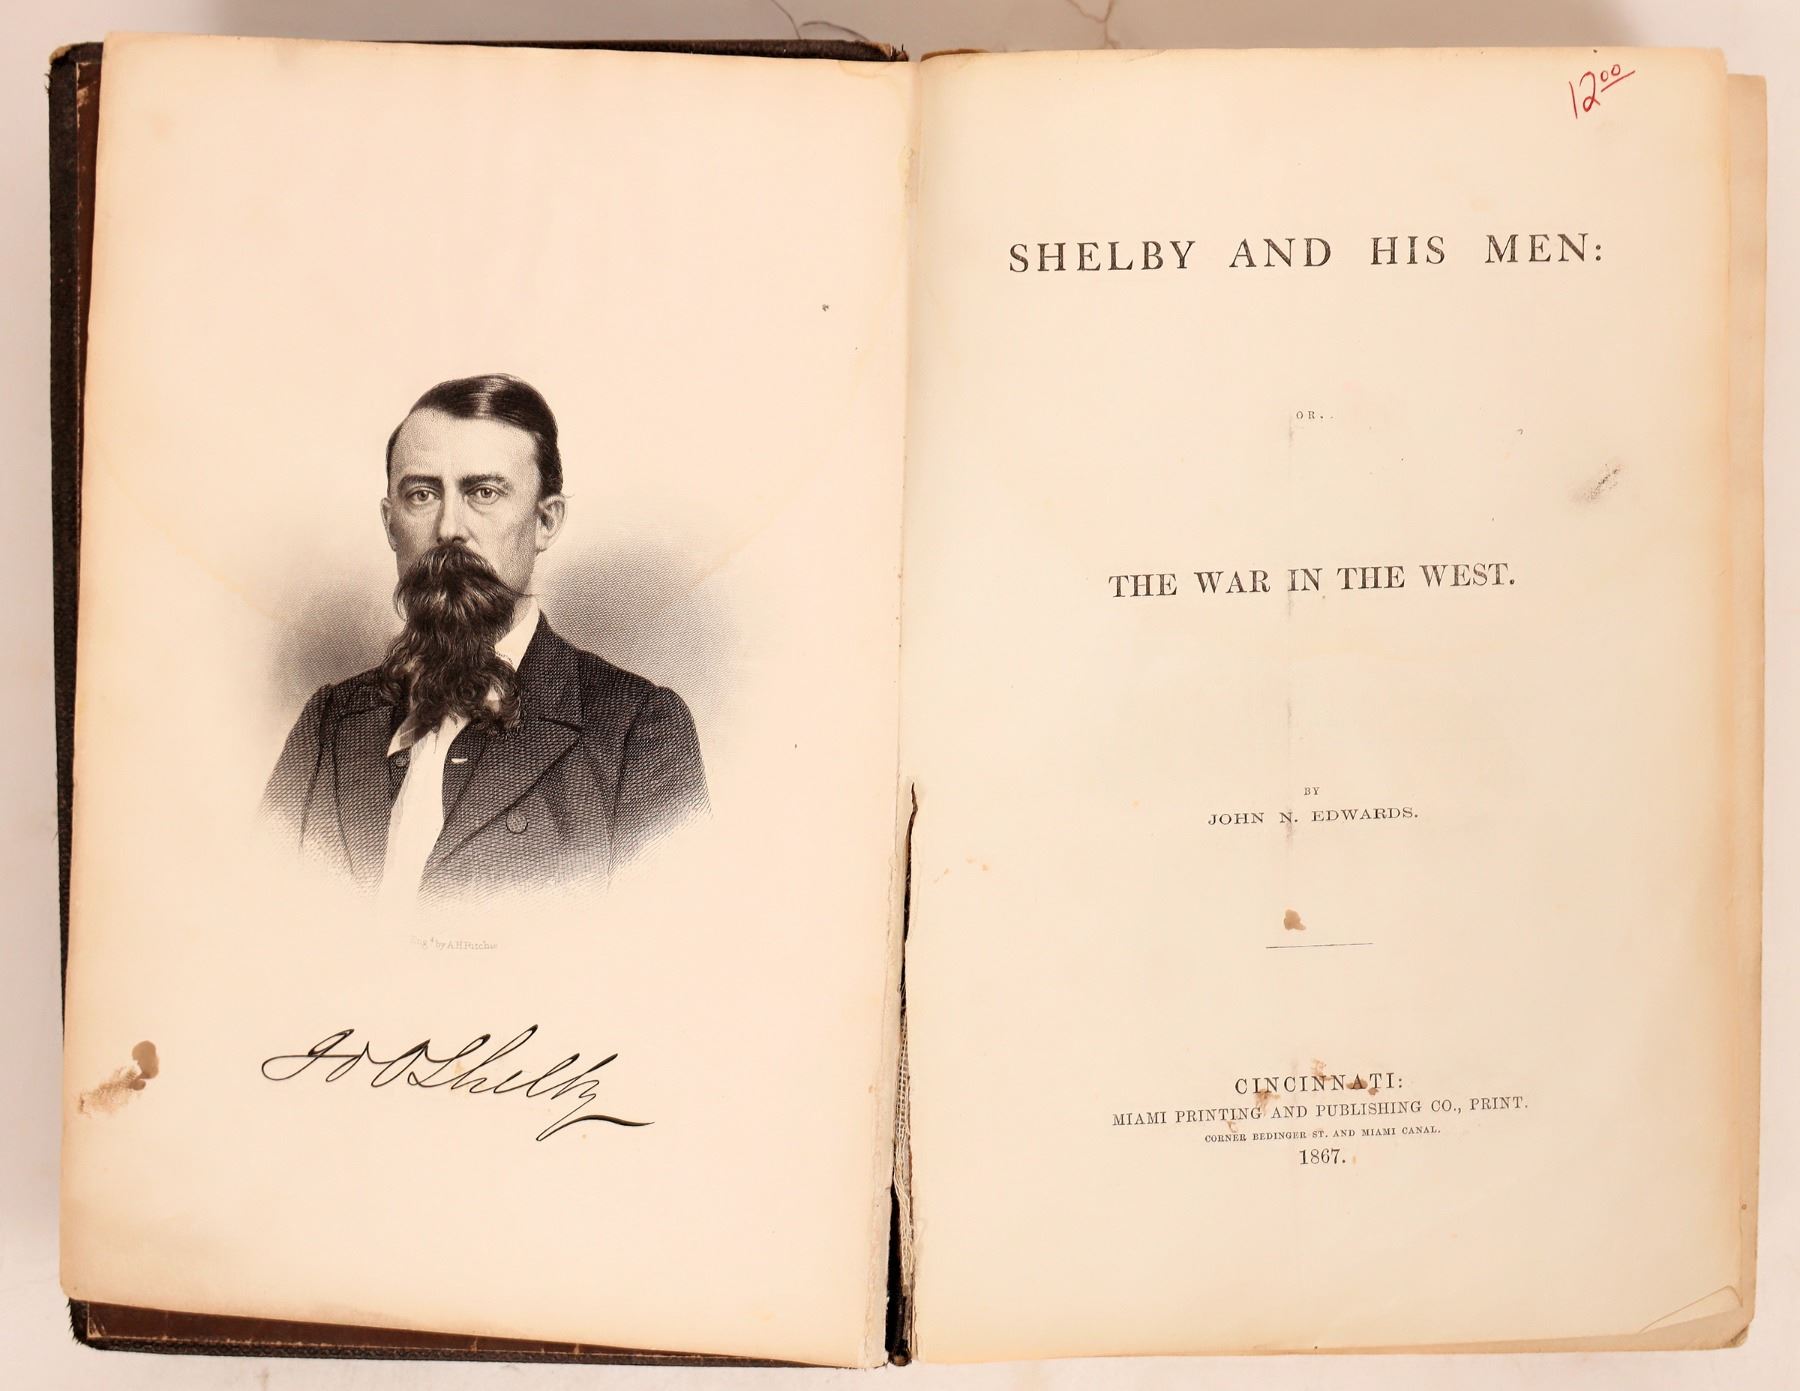 Eng.d by A.H. Ritchie
Jo O Shelby
12.00
SHELBY AND HIS MEN:
OR.
THE WAR IN THE WEST.
BY
JOHN N. EDWARDS.
CINCINNATI:
MIAMI PRINTING AND PUBLISHING CO., PRINT.
CORNER BEDINGER ST. AND MIAMI CANAL.
1867.